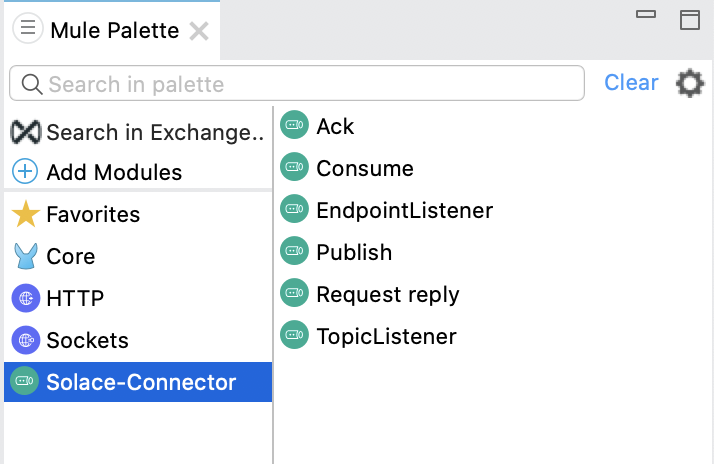 Mule Palette
Search in palette
Clear
Search in Exchange..
Add Modules
Favorites
Core
HTTP
Sockets
Solace-Connector
Ack
Consume
EndpointListener
Publish
Request reply
TopicListener